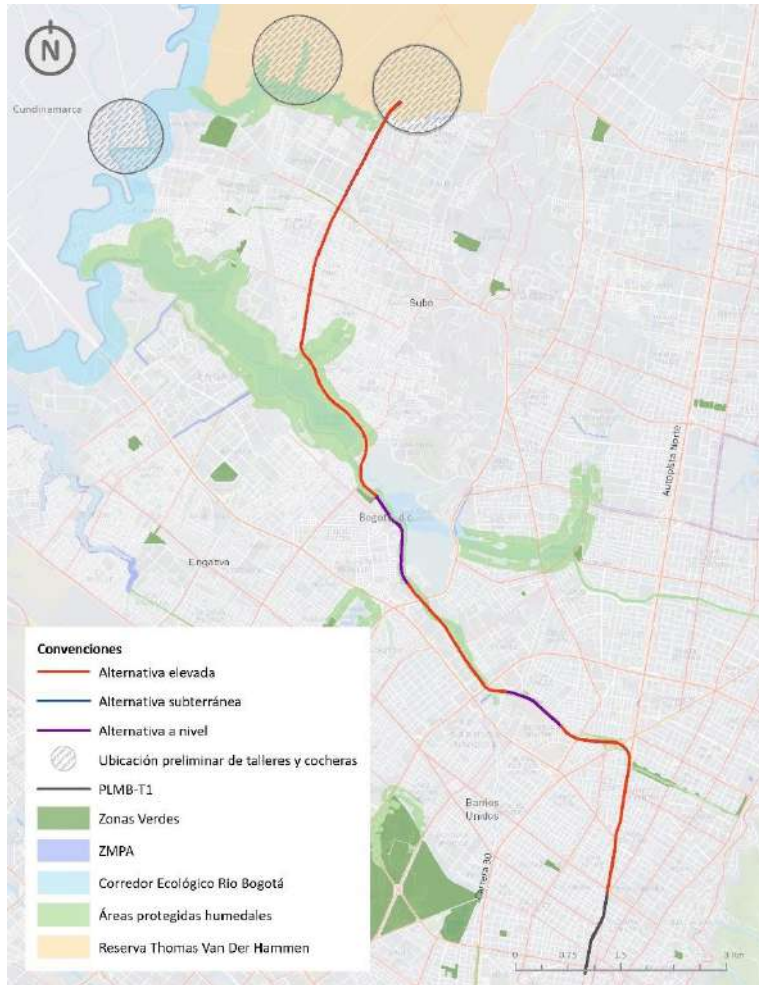 N
Cundinamarca
Suba
Autopista Norte
Bogotá, d.c.
Engativa
Barrios
Unidos
Carrera 30
Convenciones
Alternativa elevada
Alternativa subterránea
Alternativa a nivel
Ubicación preliminar de talleres y cocheras
PLMB-T1
Zonas Verdes
ZMPA
Corredor Ecológico Rio Bogotá
Áreas protegidas humedales
Reserva Thomas Van Der Hammen
0 0.75 1.5 3 Km